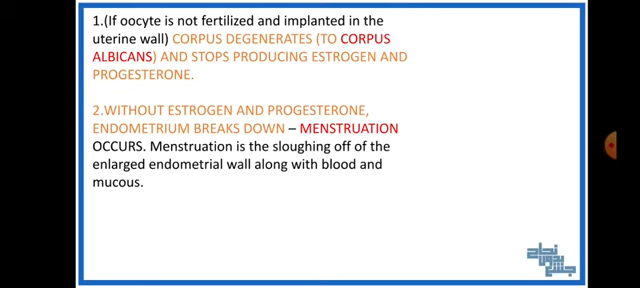 1.(If oocyte is not fertilized and implanted in the
uterine wall) CORPUS DEGENERATES (TO CORPUS
ALBICANS) AND STOPS PRODUCING ESTROGEN AND
PROGESTERONE.
2.WITHOUT ESTROGEN AND PROGESTERONE,
ENDOMETRIUM BREAKS DOWN – MENSTRUATION
OCCURS. Menstruation is the sloughing off of the
enlarged endometrial wall along with blood and
mucous.